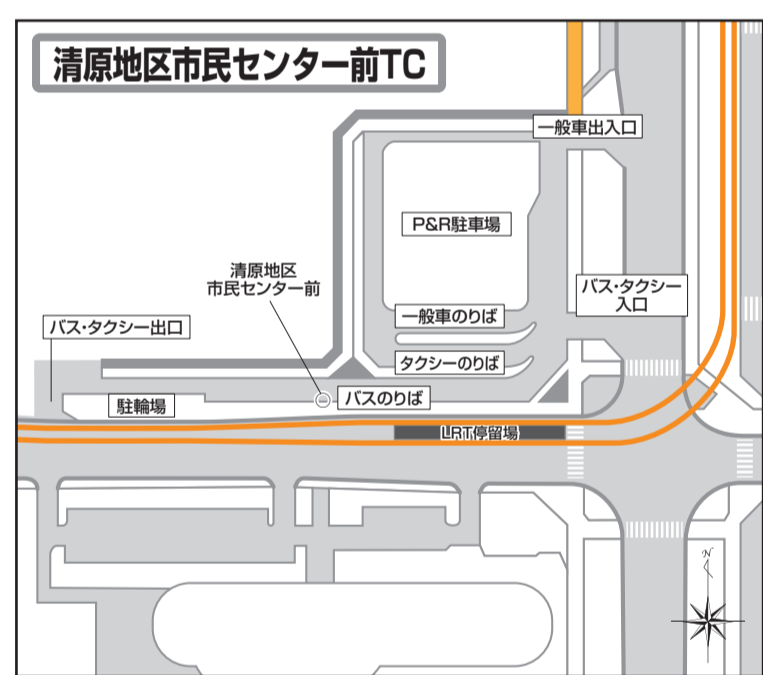 清原地区市民センター前TC
一般車出入口
P&R駐車場
清原地区
市民センター前
バス・タクシー
入口
一般車のりば
バス・タクシー出口
タクシーのりば
バスのりば
駐輪場
LRT停留場
N